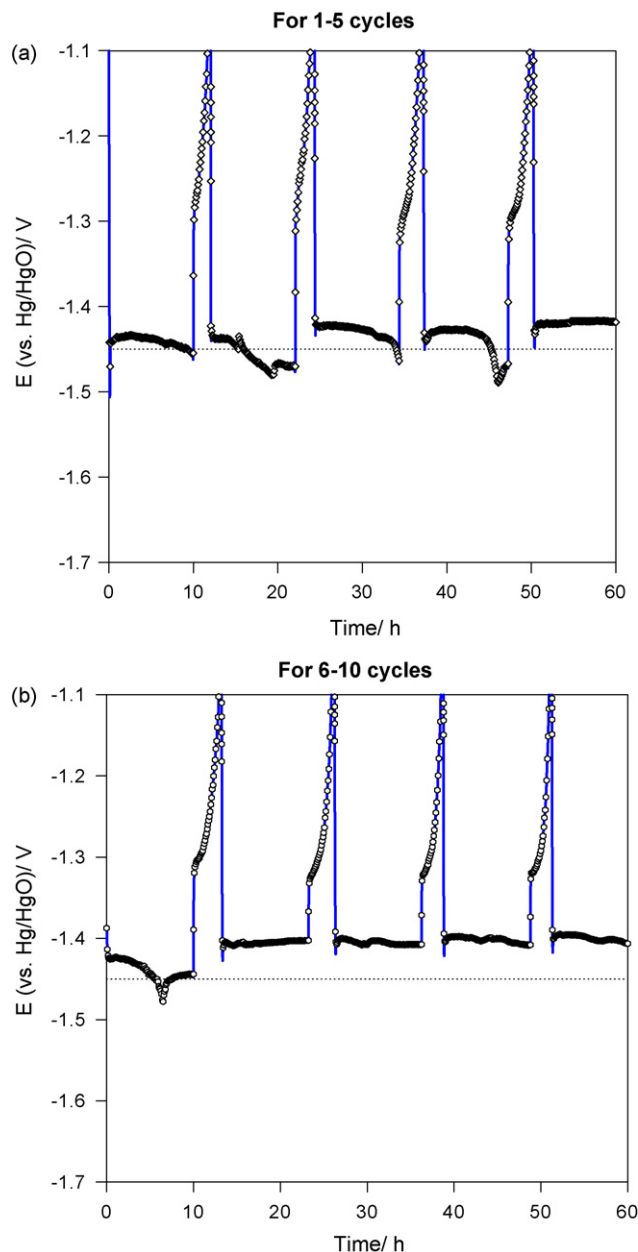 For 1-5 cycles
(a)
E (vs. Hg/HgO)/ V
-1.1
-1.2
-1.3
-1.4
-1.5
-1.6
-1.7
0 10 20 30 40 50 60
Time/ h
For 6-10 cycles
(b)
E (vs. Hg/HgO)/ V
-1.1
-1.2
-1.3
-1.4
-1.5
-1.6
-1.7
0 10 20 30 40 50 60
Time/ h